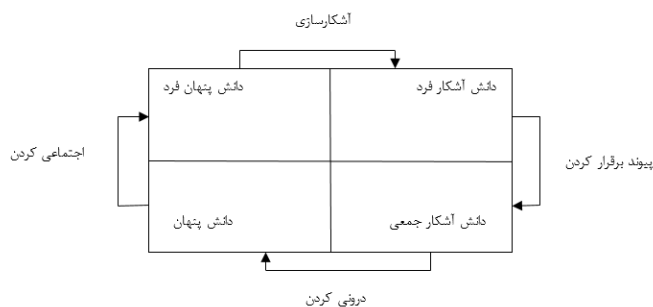 آشکارسازی
دانش آشکار فرد
دانش پنهان فرد
پیوند برقرار کردن
اجتماعی کردن
دانش آشکار جمعی
دانش پنهان
درونی کردن